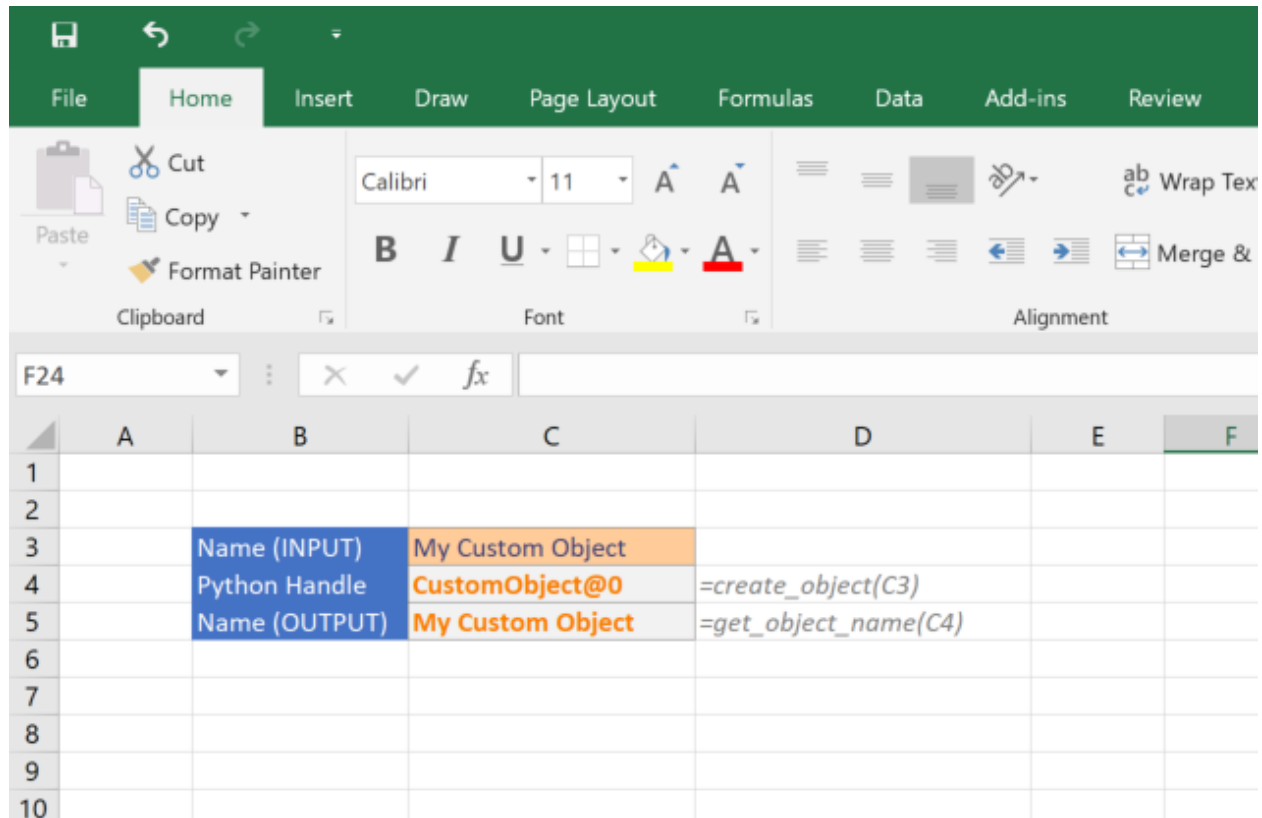 File Home Insert Draw Page Layout Formulas Data Add-ins Review
Cut
Calibri 11 A A ab Wrap Tex
c
Copy
Paste
B I U A Merge &
Format Painter
Clipboard Font Alignment
F24 fx
A B C D E F
1
2
3 Name (INPUT) My Custom Object
4 Python Handle CustomObject@0 =create_object(C3)
5 Name (OUTPUT) My Custom Object =get_object_name(C4)
6
7
8
9
10